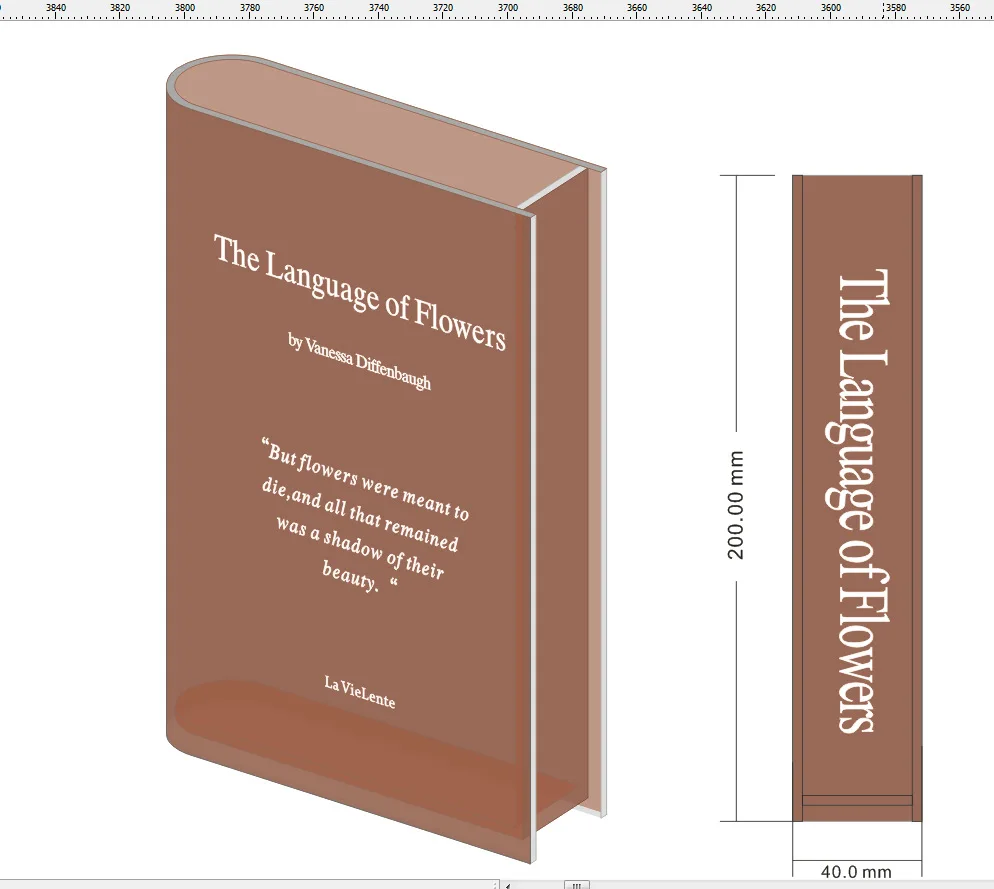 3840 3820 3800 3780 3760 3740 3720 3700 3680 3660 3640 3620 3600 3580 3560
The Language of Flowers
by Vanessa Diffenbaugh
“But flowers were meant to
die,and all that remained
was a shadow of their
beauty. “
La VieLente
The Language of Flowers
200.00 mm
40.0 mm